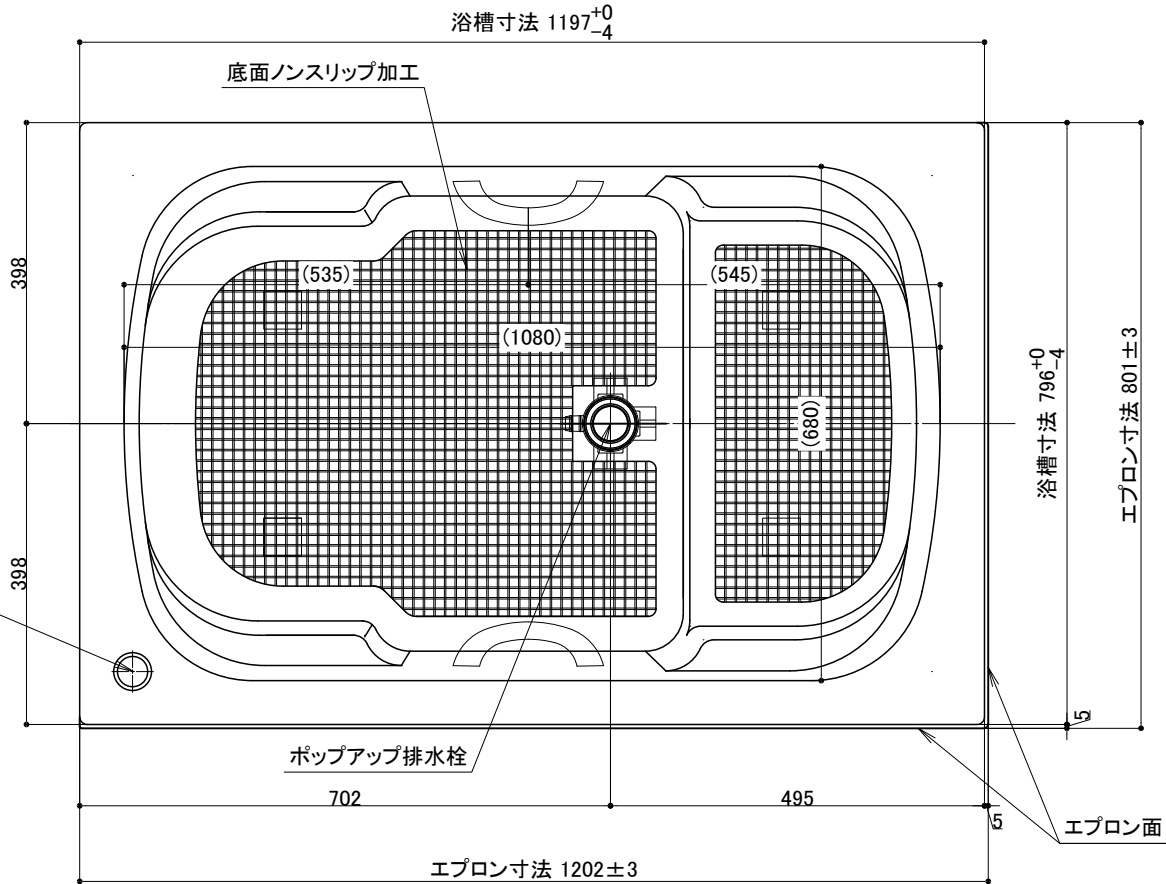 浴槽寸法 1197 +0 -4
底面ノンスリップ加工
398
(535)
(545)
(1080)
(680)
浴槽寸法 796 +0 -4
エプロン寸法 801±3
398
5
ポップアップ排水栓
702
495
5
エプロン面
エプロン寸法 1202±3